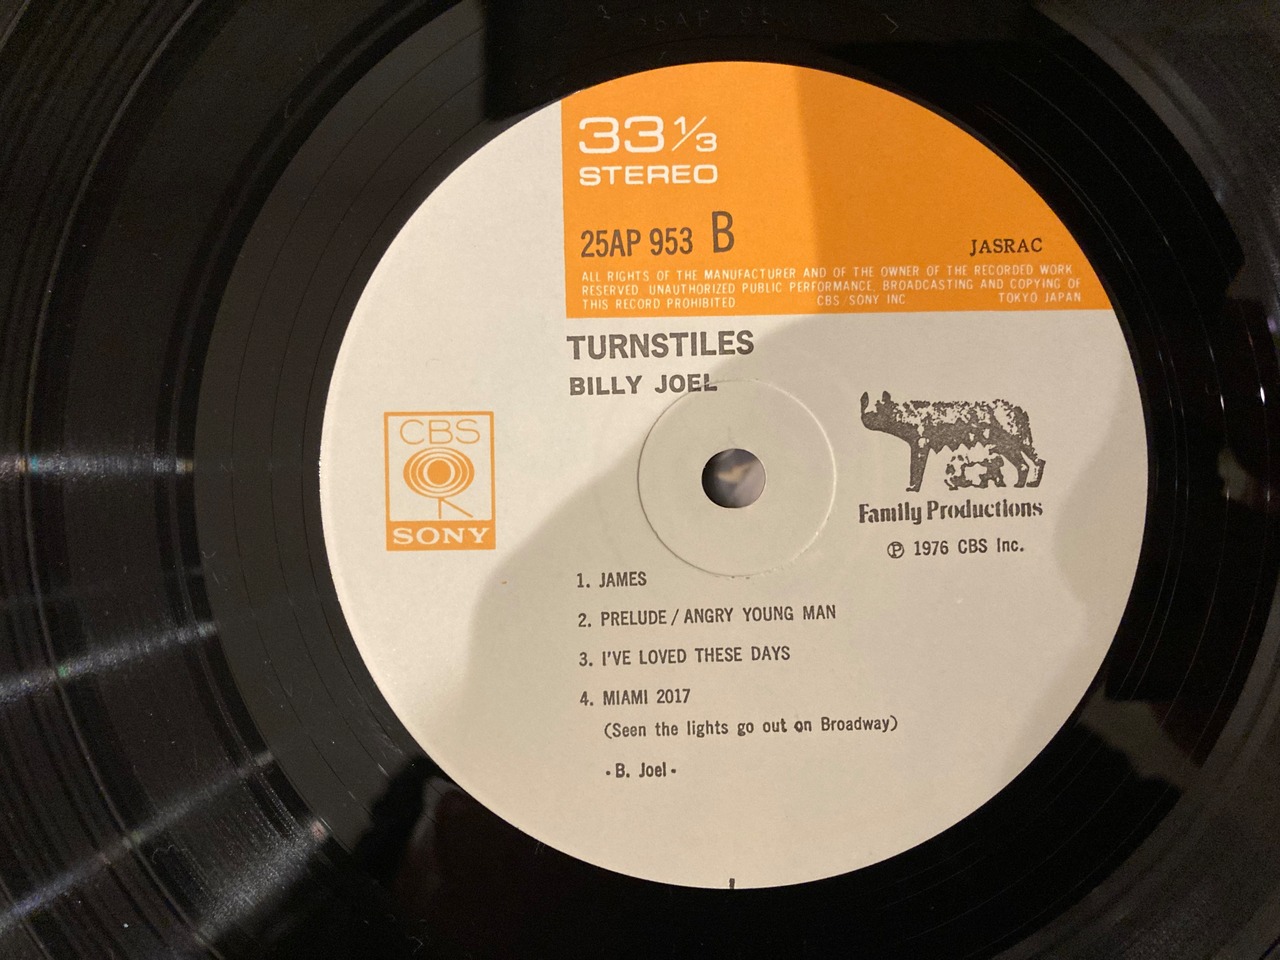 33 1/3
STEREO
25AP 953 B
JASRAC
ALL RIGHTS OF THE MANUFACTURER AND OF THE OWNER OF THE RECORDED WORK
RESERVED. UNAUTHORIZED PUBLIC PERFORMANCE, BROADCASTING AND COPYING OF
THIS RECORD PROHIBITED CBS/SONY INC TOKYO JAPAN
TURNSTILES
BILLY JOEL
CBS
SONY
Family Productions
℗ 1976 CBS Inc.
1. JAMES
2. PRELUDE / ANGRY YOUNG MAN
3. I'VE LOVED THESE DAYS
4. MIAMI 2017
(Seen the lights go out on Broadway)
• B. Joel •